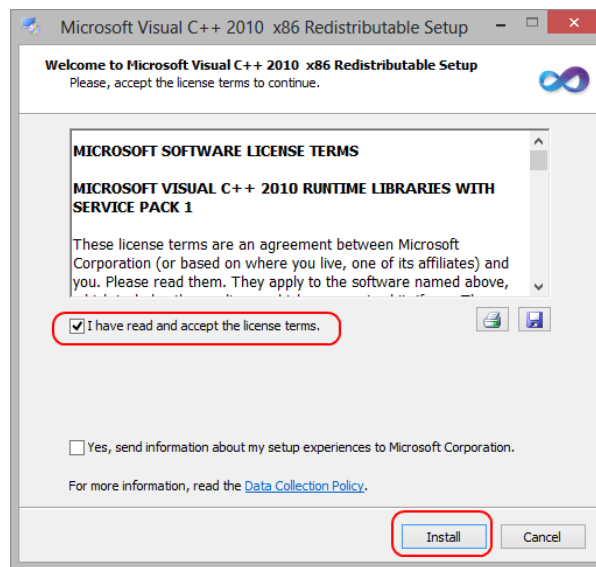 Microsoft Visual C++ 2010 x86 Redistributable Setup
Welcome to Microsoft Visual C++ 2010 x86 Redistributable Setup
Please, accept the license terms to continue.
MICROSOFT SOFTWARE LICENSE TERMS
MICROSOFT VISUAL C++ 2010 RUNTIME LIBRARIES WITH
SERVICE PACK 1
These license terms are an agreement between Microsoft
Corporation (or based on where you live, one of its affiliates) and
you. Please read them. They apply to the software named above,
I have read and accept the license terms.
Yes, send information about my setup experiences to Microsoft Corporation.
For more information, read the Data Collection Policy.
Install
Cancel